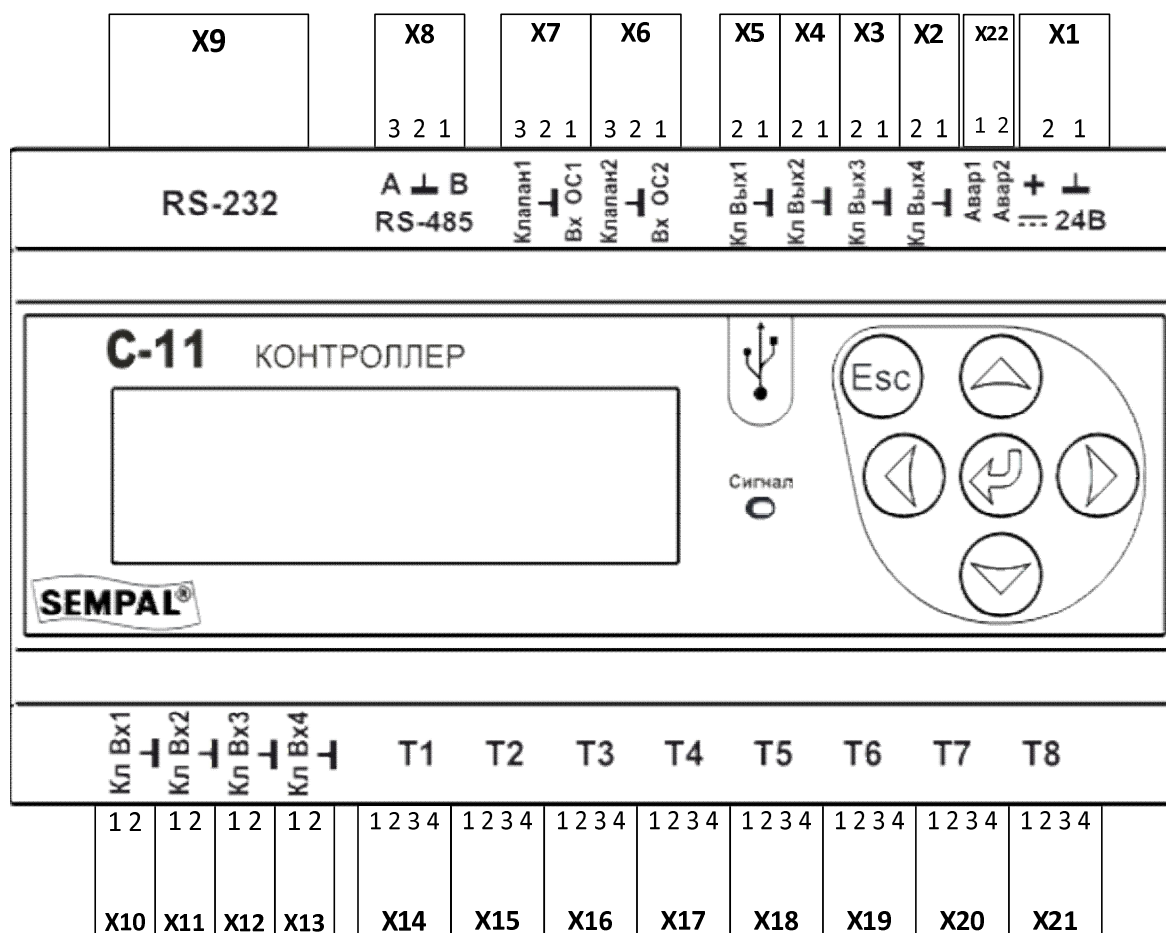 X9 X8 X7 X6 X5 X4 X3 X2 X22 X1
3 2 1 3 2 1 3 2 1 2 1 2 1 2 1 2 1 1 2 2 1
RS-232
A ⊥ B
RS-485
Клапан1
Вх ОС1
Клапан2
Вх ОС2
Кл Вых1
Кл Вых2
Кл Вых3
Кл Вых4
Авар1
Авар2
+ ⊥
24В
С-11 КОНТРОЛЛЕР
Esc
Сигнал
SEMPAL®
Кл Вх1
Кл Вх2
Кл Вх3
Кл Вх4
T1 T2 T3 T4 T5 T6 T7 T8
1 2 1 2 1 2 1 2 1 2 3 4 1 2 3 4 1 2 3 4 1 2 3 4 1 2 3 4 1 2 3 4 1 2 3 4 1 2 3 4
X10 X11 X12 X13 X14 X15 X16 X17 X18 X19 X20 X21